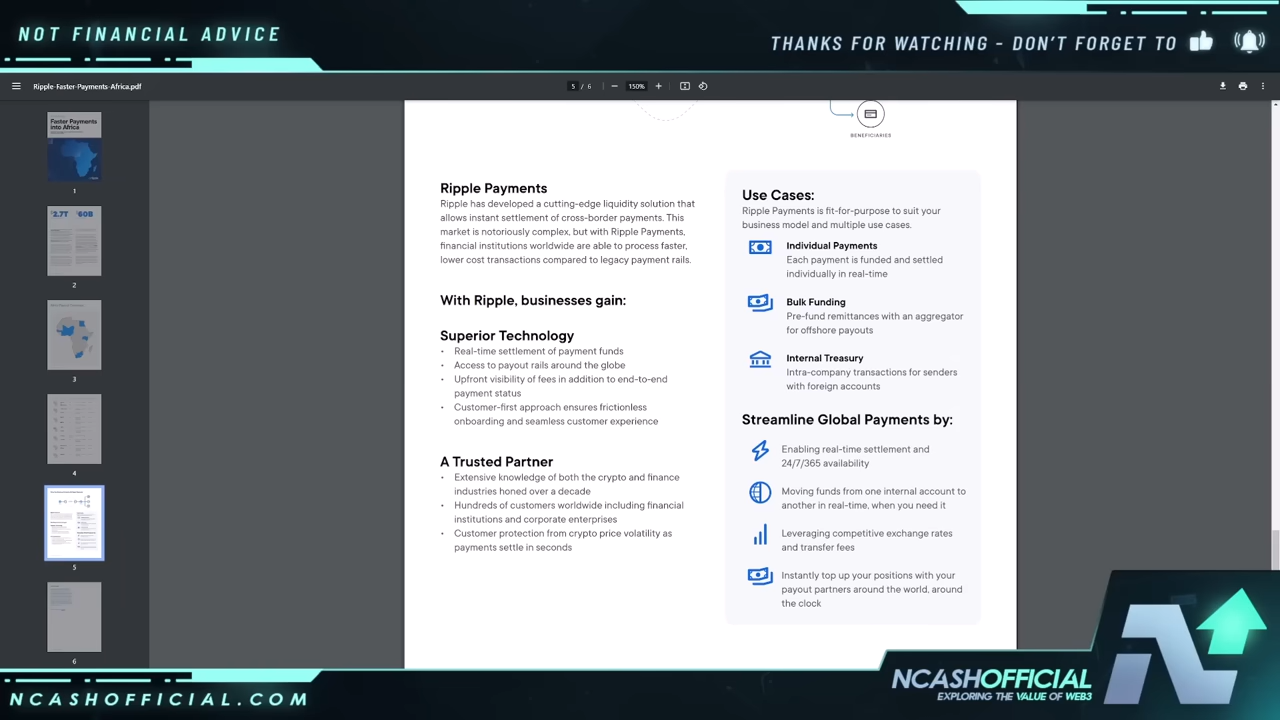 NOT FINANCIAL ADVICE
THANKS FOR WATCHING - DON'T FORGET TO
Ripple-Faster-Payments-Africa.pdf
5 / 6
150%
Faster Payments
into Africa
1
$2.7T $60B
2
3
4
5
6
BENEFICIARIES
Ripple Payments
Ripple has developed a cutting-edge liquidity solution that
allows instant settlement of cross-border payments. This
market is notoriously complex, but with Ripple Payments,
financial institutions worldwide are able to process faster,
lower cost transactions compared to legacy payment rails.
With Ripple, businesses gain:
Superior Technology
• Real-time settlement of payment funds
• Access to payout rails around the globe
• Upfront visibility of fees in addition to end-to-end
payment status
• Customer-first approach ensures frictionless
onboarding and seamless customer experience
A Trusted Partner
• Extensive knowledge of both the crypto and finance
industries honed over a decade
• Hundreds of customers worldwide including financial
institutions and corporate enterprises
• Customer protection from crypto price volatility as
payments settle in seconds
Use Cases:
Ripple Payments is fit-for-purpose to suit your
business model and multiple use cases.
Individual Payments
Each payment is funded and settled
individually in real-time
Bulk Funding
Pre-fund remittances with an aggregator
for offshore payouts
Internal Treasury
Intra-company transactions for senders
with foreign accounts
Streamline Global Payments by:
Enabling real-time settlement and
24/7/365 availability
Moving funds from one internal account to
another in real-time, when you need it
Leveraging competitive exchange rates
and transfer fees
Instantly top up your positions with your
payout partners around the world, around
the clock
NCASHOFFICIAL.COM
NCASHOFFICIAL
EXPLORING THE VALUE OF WEB3